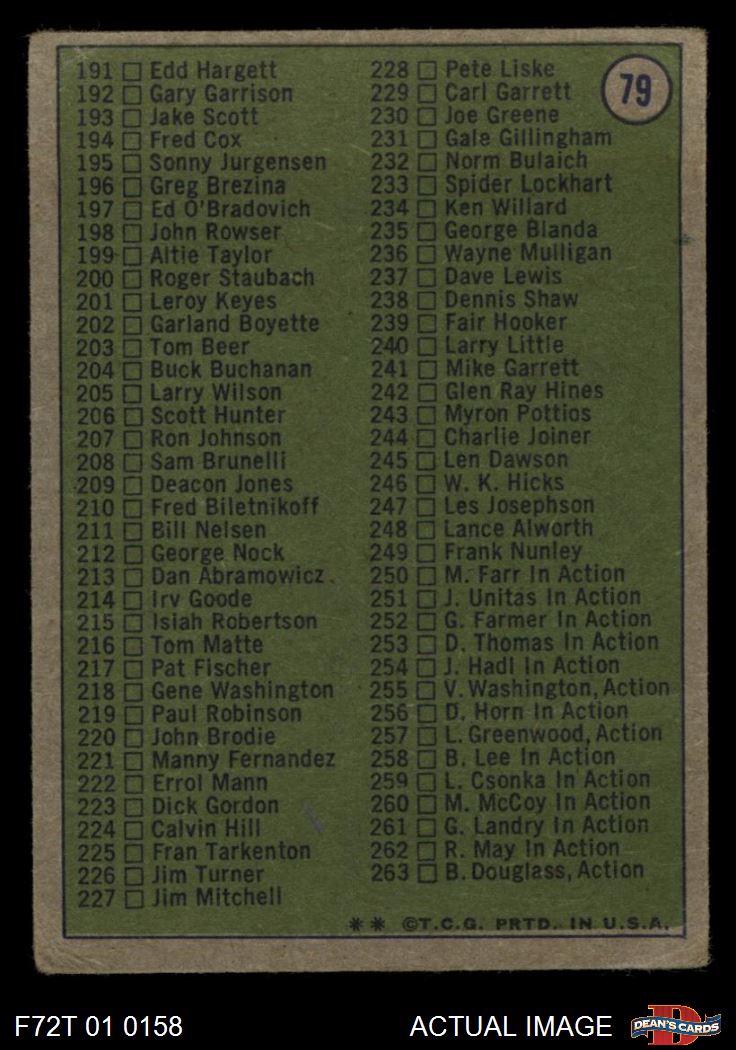 191 Edd Hargett
192 Gary Garrison
193 Jake Scott
194 Fred Cox
195 Sonny Jurgensen
196 Greg Brezina
197 Ed O'Bradovich
198 John Rowser
199 Altie Taylor
200 Roger Staubach
201 Leroy Keyes
202 Garland Boyette
203 Tom Beer
204 Buck Buchanan
205 Larry Wilson
206 Scott Hunter
207 Ron Johnson
208 Sam Brunelli
209 Deacon Jones
210 Fred Biletnikoff
211 Bill Nelsen
212 George Nock
213 Dan Abramowicz
214 Irv Goode
215 Isiah Robertson
216 Tom Matte
217 Pat Fischer
218 Gene Washington
219 Paul Robinson
220 John Brodie
221 Manny Fernandez
222 Errol Mann
223 Dick Gordon
224 Calvin Hill
225 Fran Tarkenton
226 Jim Turner
227 Jim Mitchell
228 Pete Liske
229 Carl Garrett
230 Joe Greene
231 Gale Gillingham
232 Norm Bulaich
233 Spider Lockhart
234 Ken Willard
235 George Blanda
236 Wayne Mulligan
237 Dave Lewis
238 Dennis Shaw
239 Fair Hooker
240 Larry Little
241 Mike Garrett
242 Glen Ray Hines
243 Myron Pottios
244 Charlie Joiner
245 Len Dawson
246 W. K. Hicks
247 Les Josephson
248 Lance Alworth
249 Frank Nunley
250 M. Farr In Action
251 J. Unitas In Action
252 G. Farmer In Action
253 D. Thomas In Action
254 J. Hadl In Action
255 V. Washington, Action
256 D. Horn In Action
257 L. Greenwood, Action
258 B. Lee In Action
259 L. Csonka In Action
260 M. McCoy In Action
261 G. Landry In Action
262 R. May In Action
263 B. Douglass, Action
79
** ©T.C.G. PRTD. IN U.S.A.
F72T 01 0158
ACTUAL IMAGE
DEAN'S CARDS